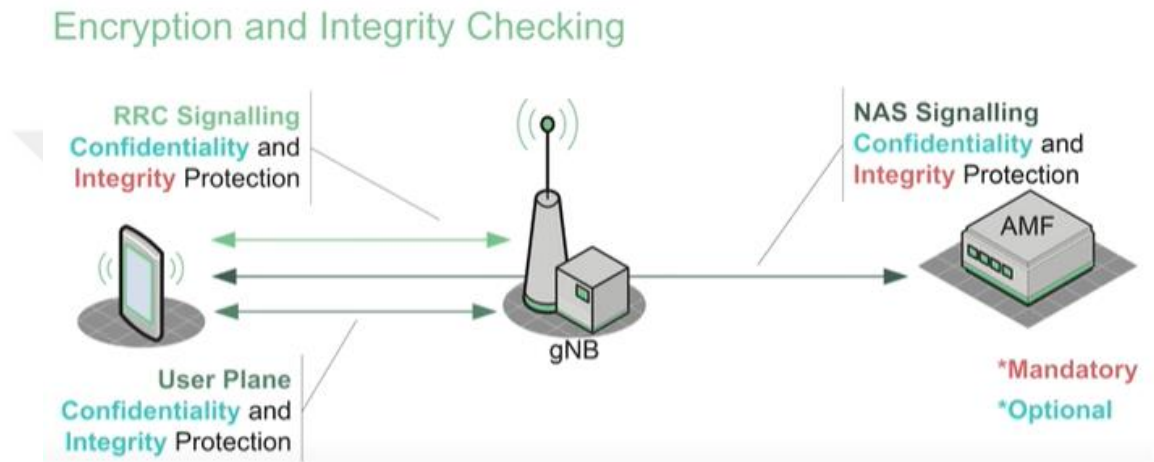 Encryption and Integrity Checking
RRC Signalling
Confidentiality and
Integrity Protection
NAS Signalling
Confidentiality and
Integrity Protection
AMF
gNB
User Plane
Confidentiality and
Integrity Protection
*Mandatory
*Optional